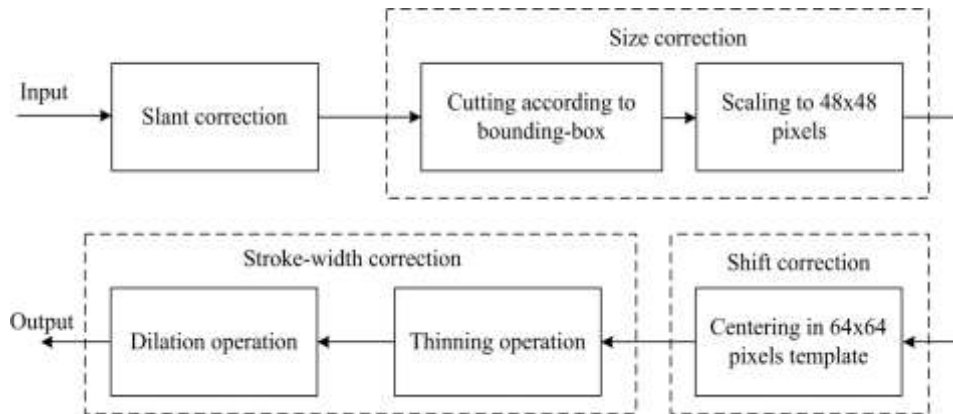 Size correction
Input
Slant correction
Cutting according to
bounding-box
Scaling to 48x48
pixels
Stroke-width correction
Shift correction
Output
Dilation operation
Thinning operation
Centering in 64x64
pixels template